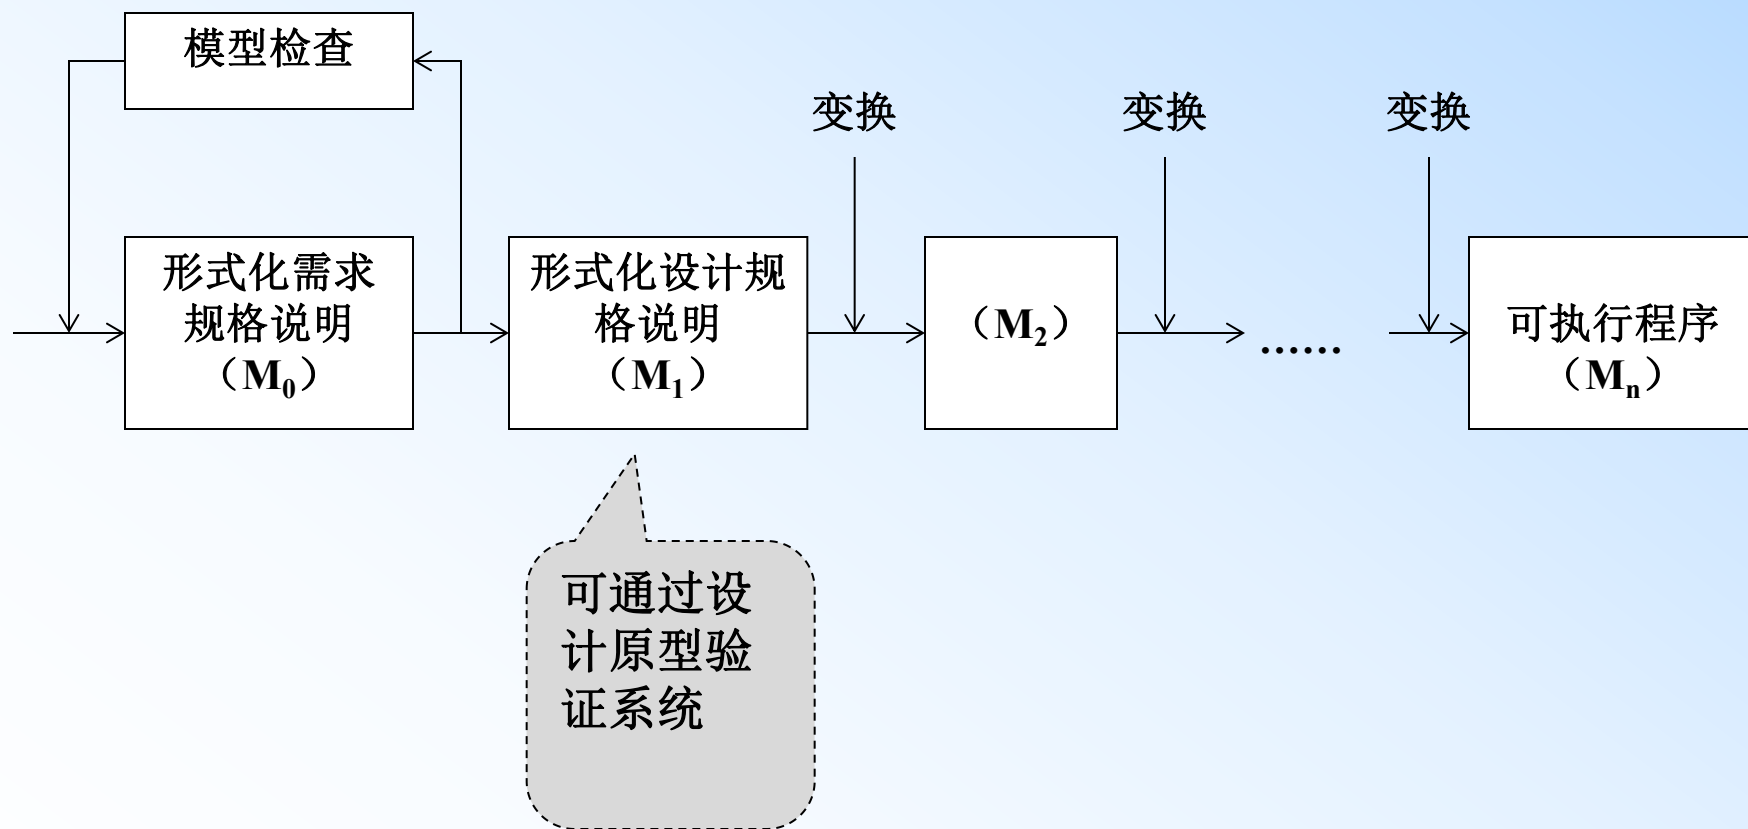 模型检查
变换
变换
变换
形式化需求
规格说明
（M₀）
形式化设计规
格说明
（M₁）
（M₂）
……
可执行程序
（Mₙ）
可通过设
计原型验
证系统